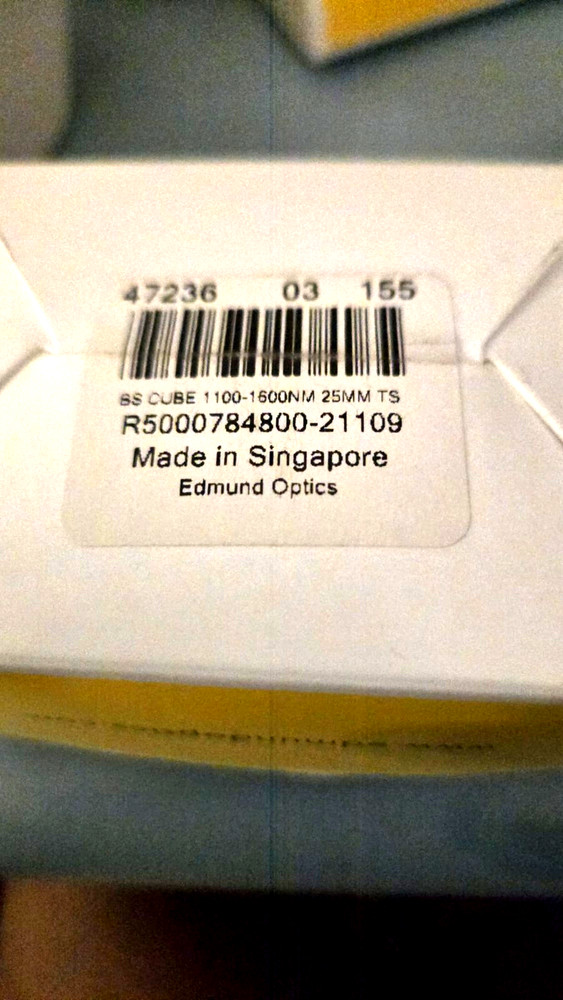 47236 03 155
BS CUBE 1100-1600NM 25MM TS
R5000784800-21109
Made in Singapore
Edmund Optics